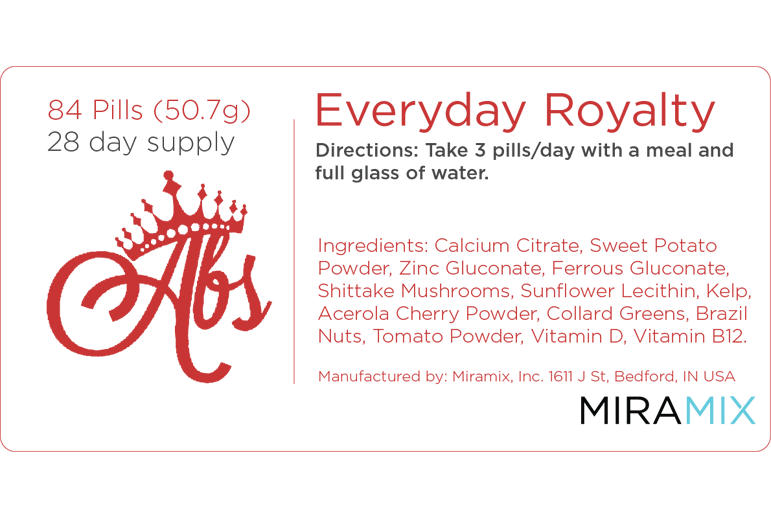 84 Pills (50.7g)
28 day supply
Abs
Everyday Royalty
Directions: Take 3 pills/day with a meal and
full glass of water.
Ingredients: Calcium Citrate, Sweet Potato
Powder, Zinc Gluconate, Ferrous Gluconate,
Shittake Mushrooms, Sunflower Lecithin, Kelp,
Acerola Cherry Powder, Collard Greens, Brazil
Nuts, Tomato Powder, Vitamin D, Vitamin B12.
Manufactured by: Miramix, Inc. 1611 J St, Bedford, IN USA
MIRAMIX